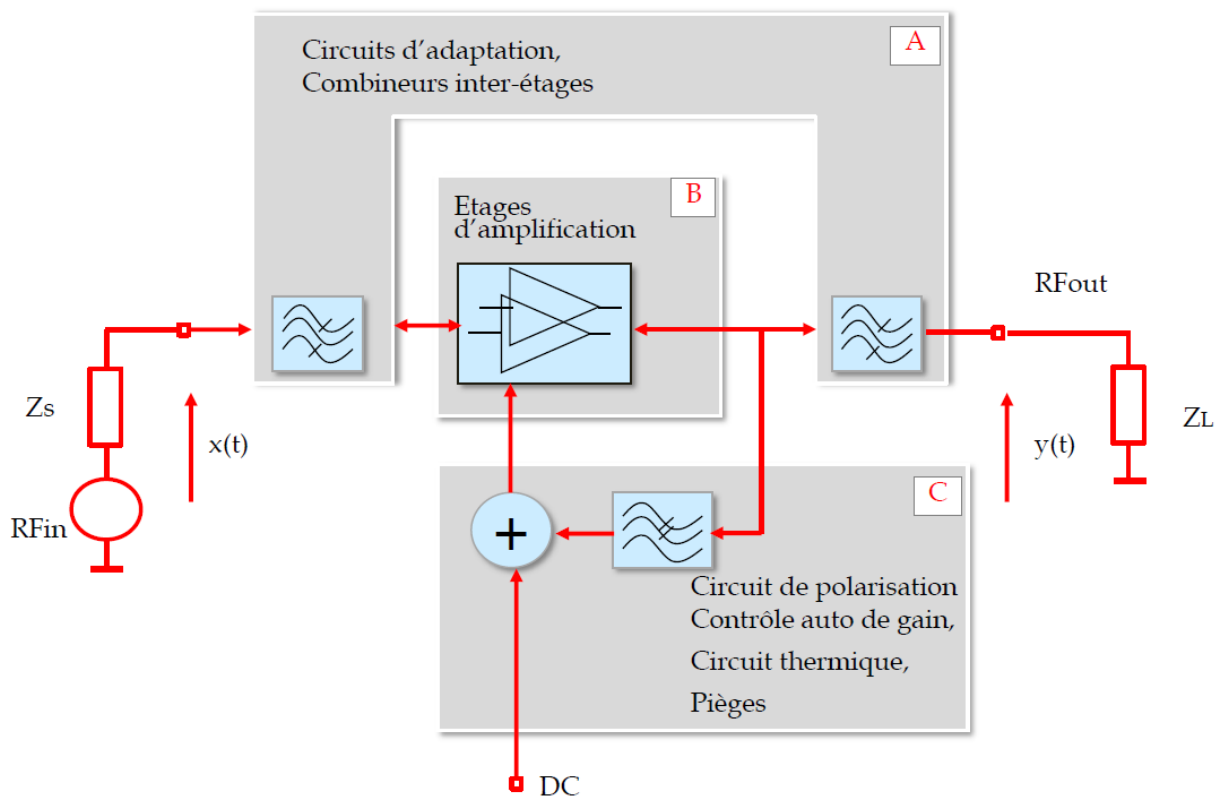 A
Circuits d'adaptation,
Combineurs inter-étages
B
Etages
d'amplification
RFout
Zs
x(t)
y(t)
ZL
RFin
C
+
Circuit de polarisation
Contrôle auto de gain,
Circuit thermique,
Pièges
DC